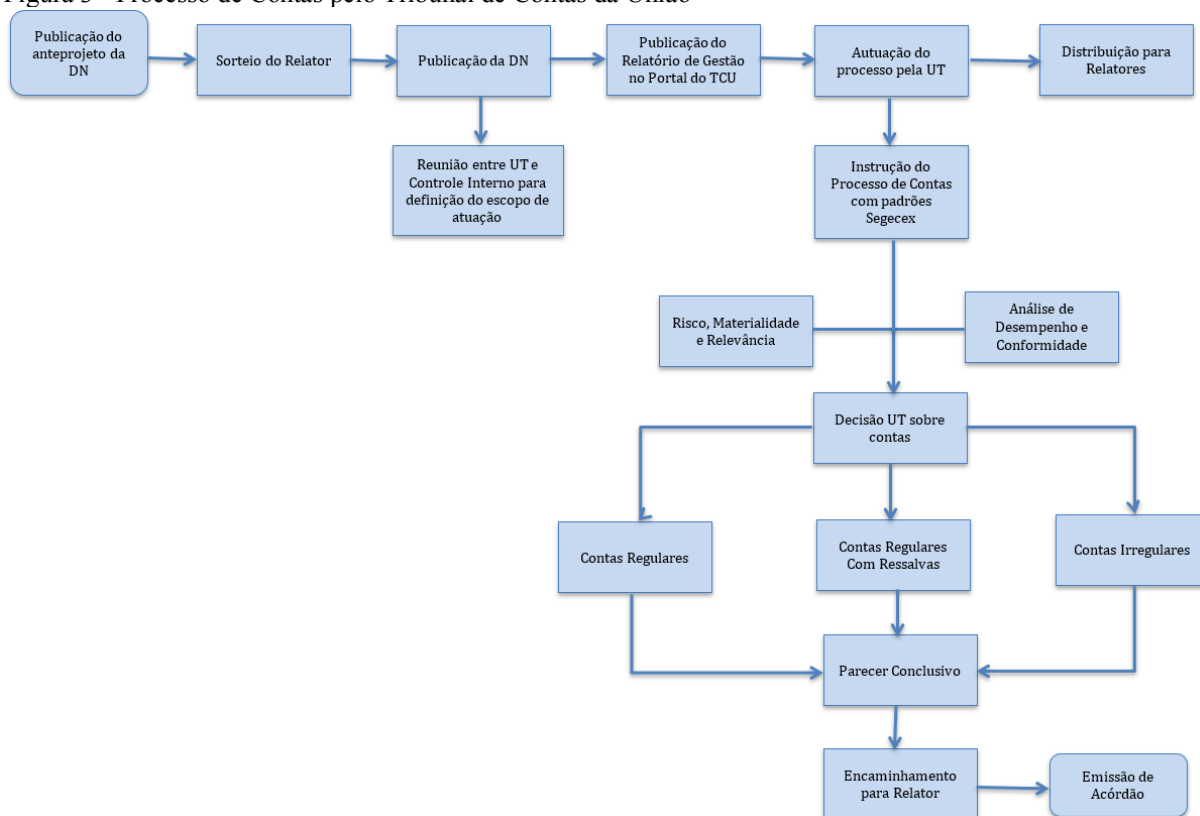 Figura 3 - Processo de Contas pelo Tribunal de Contas da União
Publicação do
anteprojeto da
DN
Sorteio do Relator
Publicação da DN
Publicação do
Relatório de Gestão
no Portal do TCU
Autuação do
processo pela UT
Distribuição para
Relatores
Reunião entre UT e
Controle Interno para
definição do escopo de
atuação
Instrução do
Processo de Contas
com padrões
Segecex
Risco, Materialidade
e Relevância
Análise de
Desempenho e
Conformidade
Decisão UT sobre
contas
Contas Regulares
Contas Regulares
Com Ressalvas
Contas Irregulares
Parecer Conclusivo
Encaminhamento
para Relator
Emissão de
Acórdão